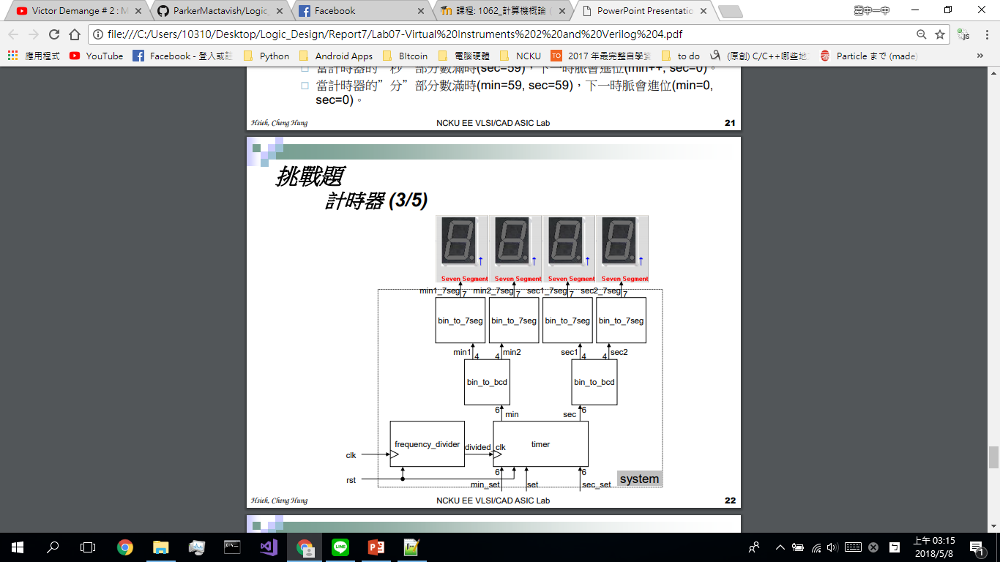 Victor Demange # 2 : M
ParkerMactavish/Logic_
Facebook
課程: 1062_計算機概論 (
PowerPoint Presentatio
壹中一中
file:///C:/Users/10310/Desktop/Logic_Design/Report7/Lab07-Virtual%20Instruments%202%20and%20Verilog%204.pdf
js
應用程式
YouTube
Facebook - 登入或註
Python
Android Apps
BItcoin
電腦硬體
NCKU
TO
2017 年最完整自學資
to do
(原創) C/C++哪些地
Particle まで (made)
»
當計時器的”秒”部分數滿時(sec=59)，下一時脈會進位(min++, sec=0)。
當計時器的”分”部分數滿時(min=59, sec=59)，下一時脈會進位(min=0,
sec=0)。
Hsieh, Cheng Hung
NCKU EE VLSI/CAD ASIC Lab
21
挑戰題
計時器 (3/5)
Seven Segment
Seven Segment
Seven Segment
Seven Segment
min1_7seg 7
min2_7seg 7
sec1_7seg 7
sec2_7seg 7
bin_to_7seg
bin_to_7seg
bin_to_7seg
bin_to_7seg
min1 4
4 min2
sec1 4
4 sec2
bin_to_bcd
bin_to_bcd
6 min
sec 6
frequency_divider
divided_clk
timer
clk
rst
6
6
min_set
set
sec_set
system
Hsieh, Cheng Hung
NCKU EE VLSI/CAD ASIC Lab
22
上午 03:15
2018/5/8
1